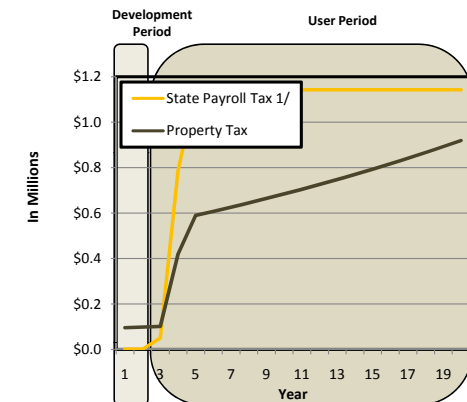 Development
Period
User Period
$1.2
$1.0
$0.8
$0.6
$0.4
$0.2
$0.0
In Millions
State Payroll Tax 1/
Property Tax
1 3 5 7 9 11 13 15 17 19
Year